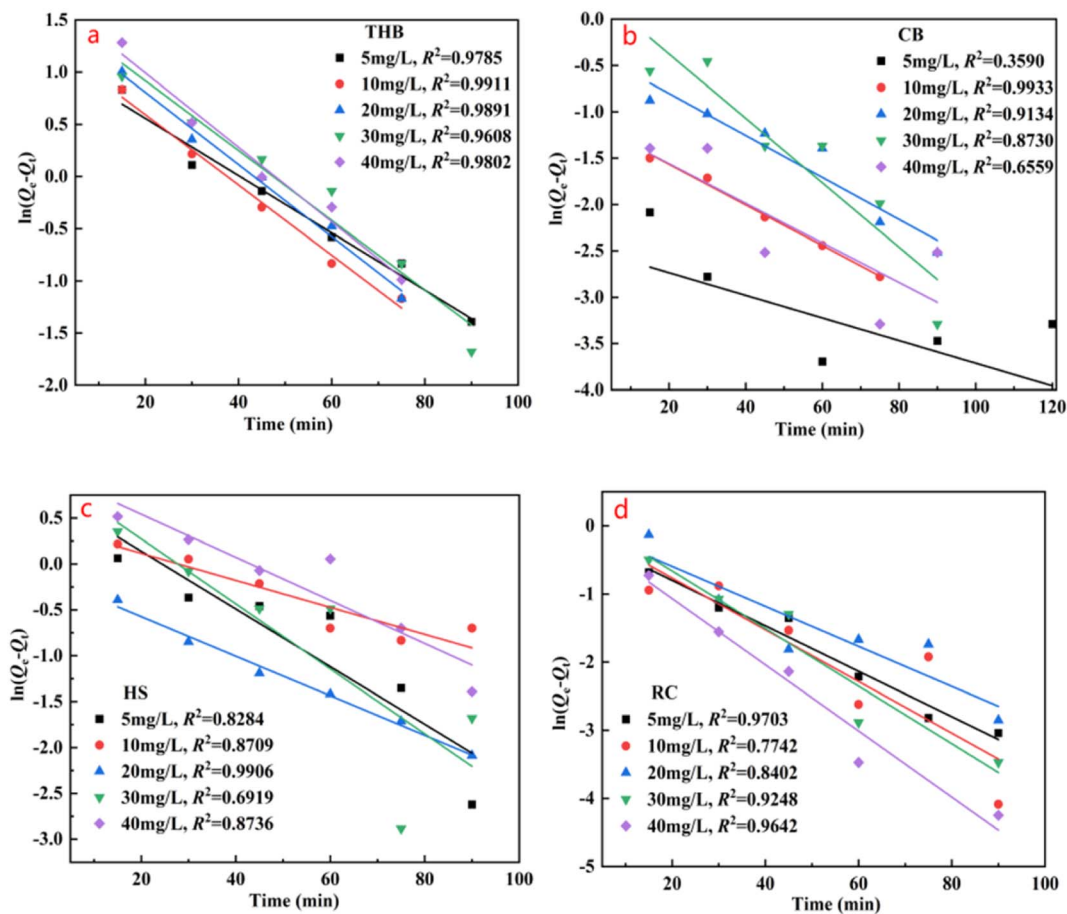 a
THB
5mg/L, R²=0.9785
10mg/L, R²=0.9911
20mg/L, R²=0.9891
30mg/L, R²=0.9608
40mg/L, R²=0.9802
ln(Qe-Qt)
1.5
1.0
0.5
0.0
-0.5
-1.0
-1.5
-2.0
20 40 60 80 100
Time (min)
b
CB
5mg/L, R²=0.3590
10mg/L, R²=0.9933
20mg/L, R²=0.9134
30mg/L, R²=0.8730
40mg/L, R²=0.6559
ln(Qe-Qt)
0.0
-0.5
-1.0
-1.5
-2.0
-2.5
-3.0
-3.5
-4.0
20 40 60 80 100 120
Time (min)
c
HS
5mg/L, R²=0.8284
10mg/L, R²=0.8709
20mg/L, R²=0.9906
30mg/L, R²=0.6919
40mg/L, R²=0.8736
ln(Qe-Qt)
0.5
0.0
-0.5
-1.0
-1.5
-2.0
-2.5
-3.0
20 40 60 80 100
Time (min)
d
RC
5mg/L, R²=0.9703
10mg/L, R²=0.7742
20mg/L, R²=0.8402
30mg/L, R²=0.9248
40mg/L, R²=0.9642
ln(Qe-Qt)
0
-1
-2
-3
-4
-5
20 40 60 80 100
Time (min)